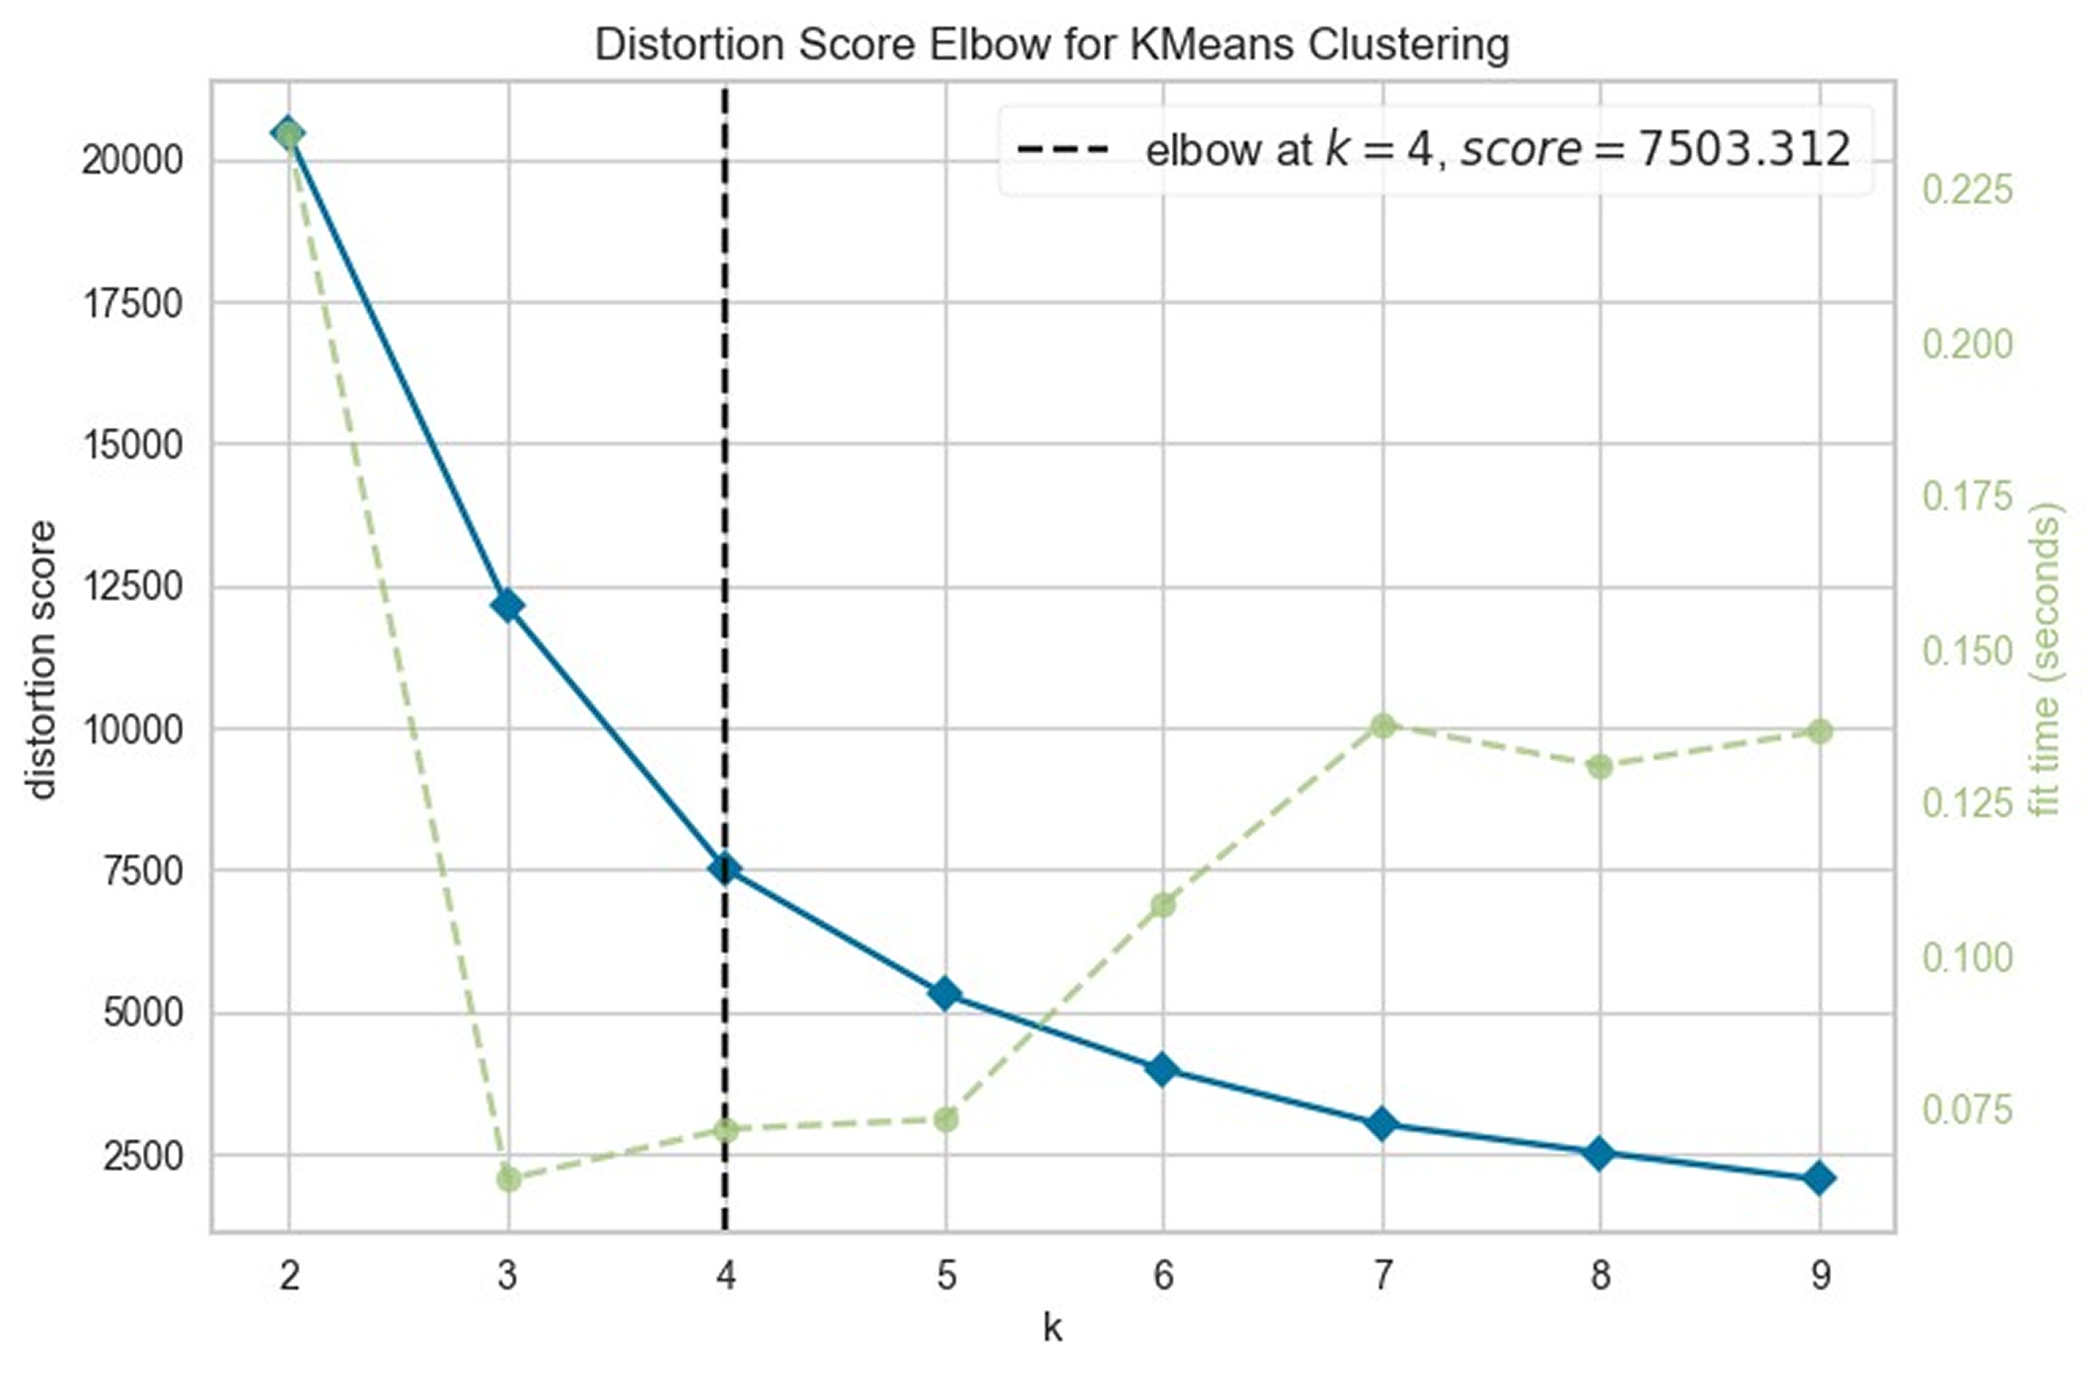 Distortion Score Elbow for KMeans Clustering
elbow at k = 4, score = 7503.312
distortion score
20000
17500
15000
12500
10000
7500
5000
2500
0.225
0.200
0.175
0.150
0.125
0.100
0.075
fit time (seconds)
2 3 4 5 6 7 8 9
k